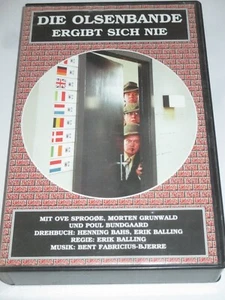 DIE OLSENBANDE
ERGIBT SICH NIE
MIT OVE SPROGØE, MORTEN GRUNWALD
UND POUL BUNDGAARD
DREHBUCH: HENNING BAHS, ERIK BALLING
REGIE: ERIK BALLING
MUSIK: BENT FABRICIUS-BJERRE